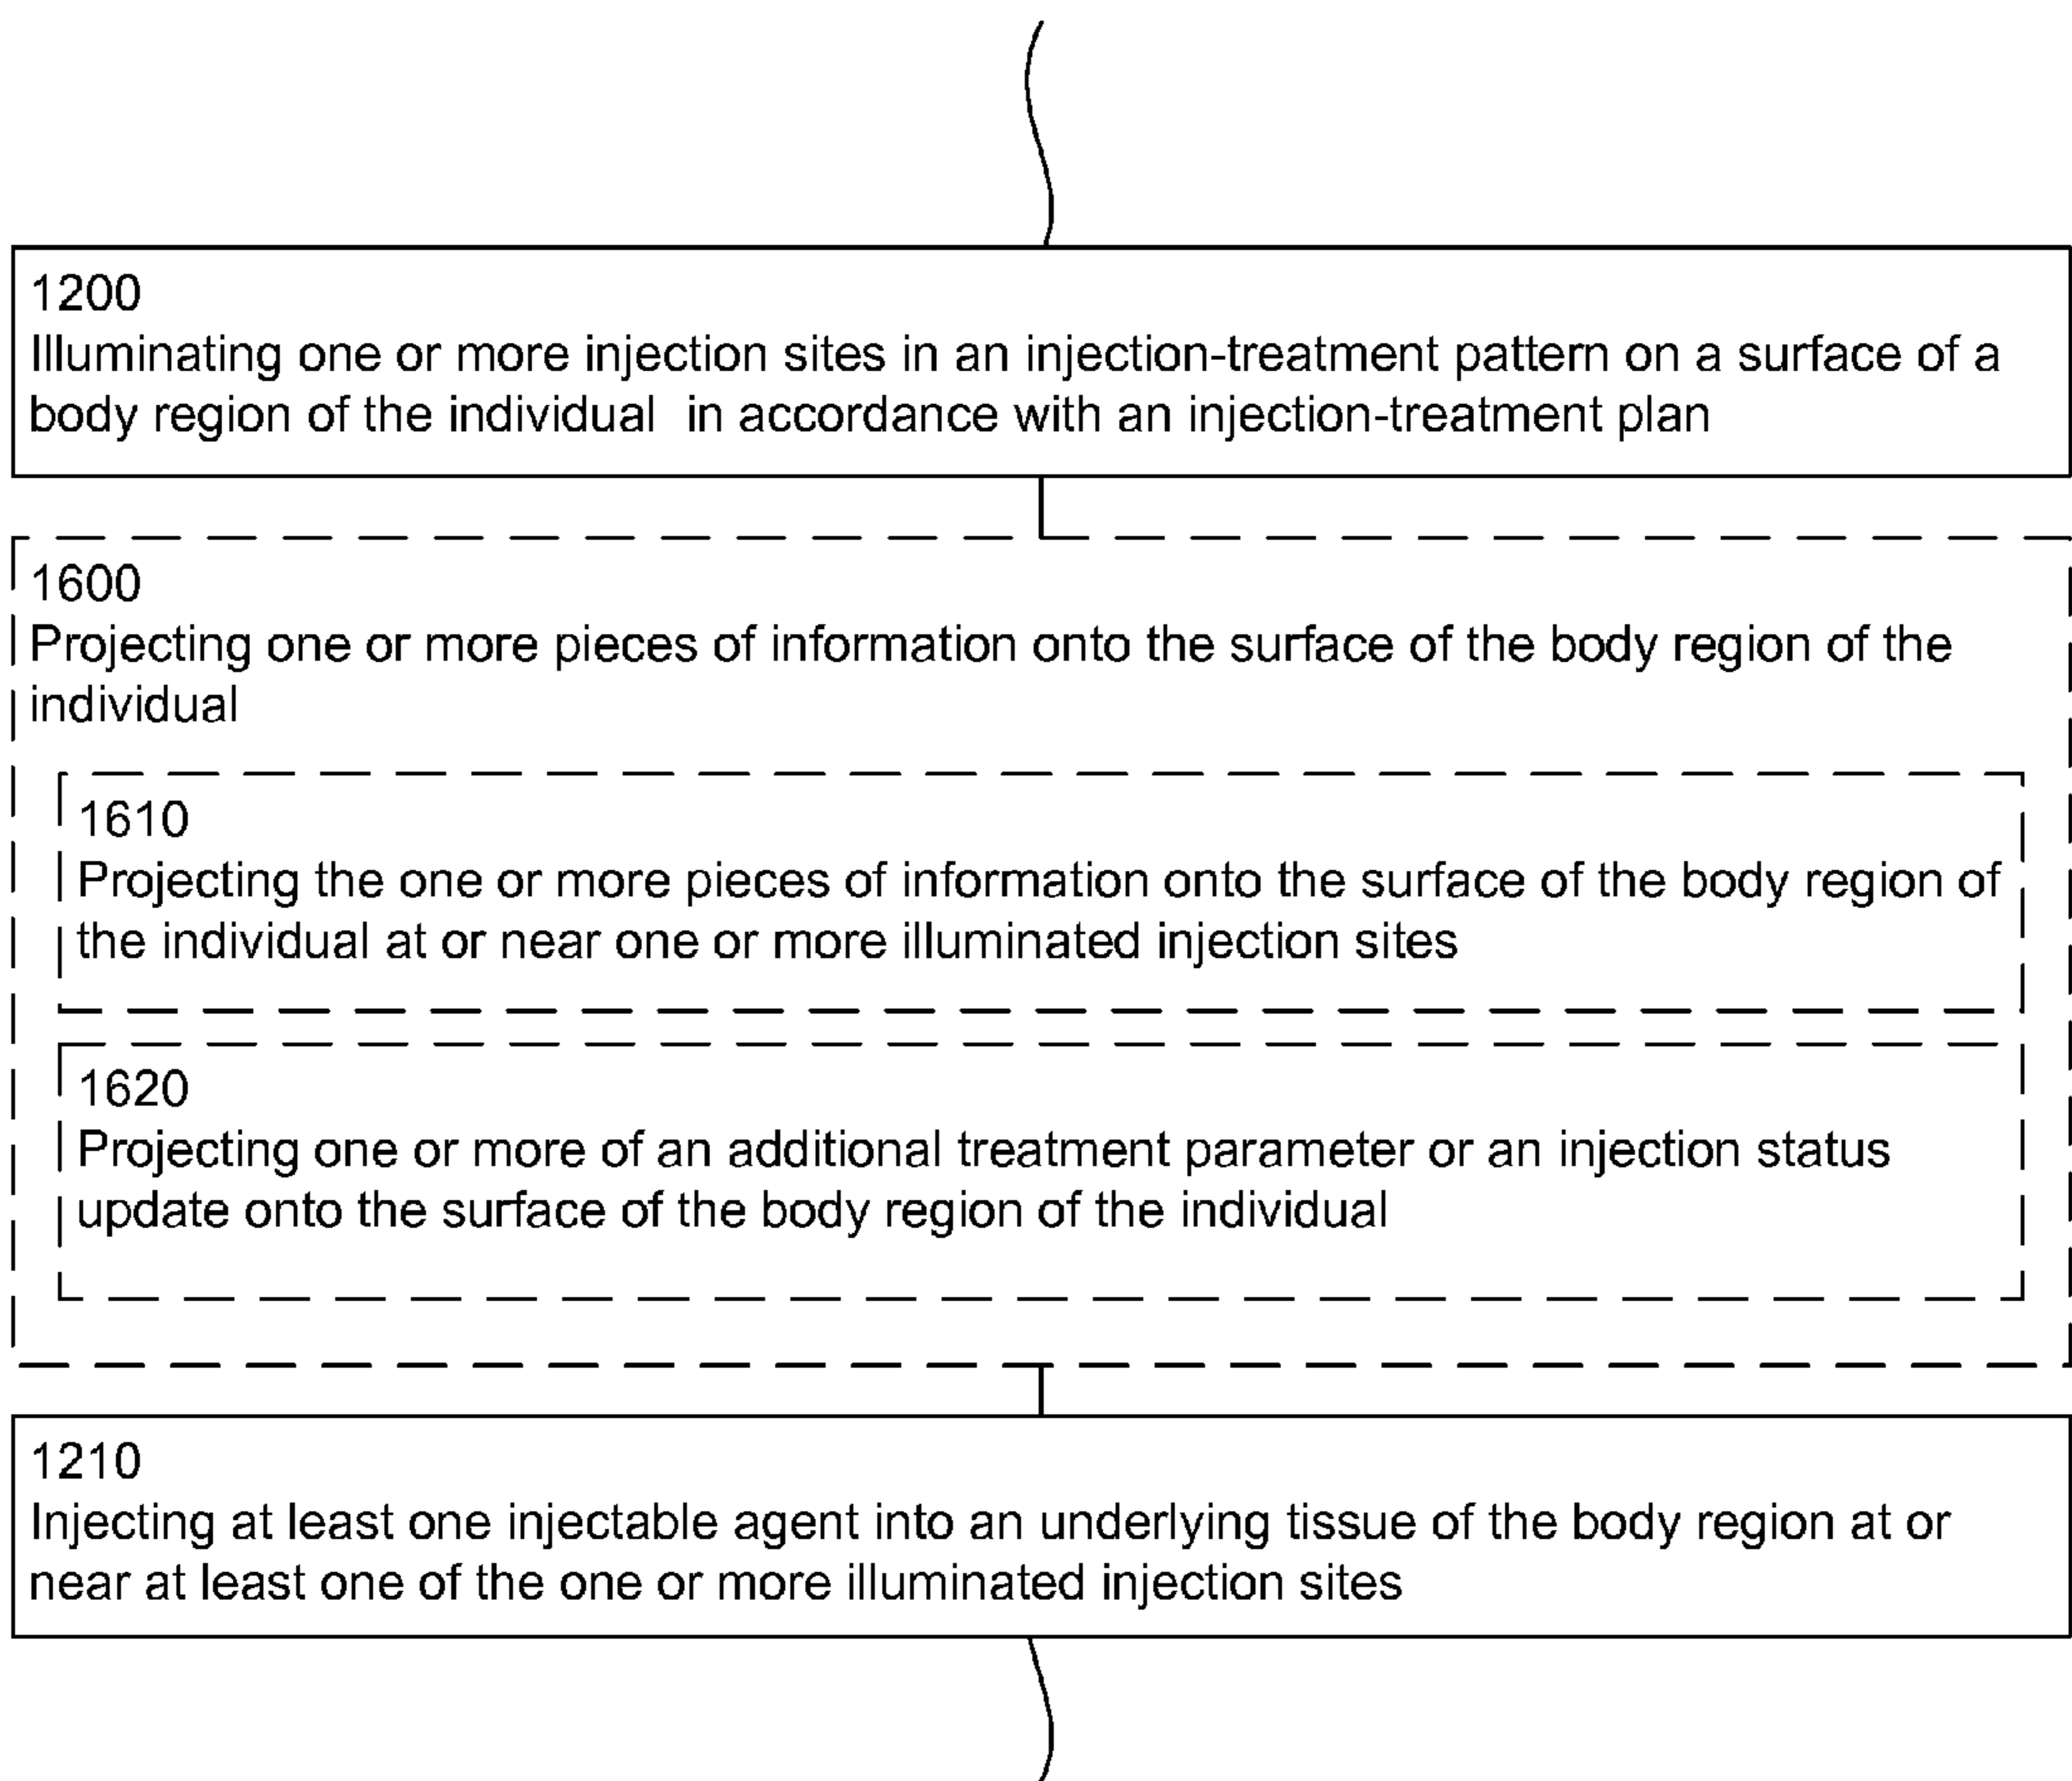 1200
Illuminating one or more injection sites in an injection-treatment pattern on a surface of a
body region of the individual  in accordance with an injection-treatment plan
1600
Projecting one or more pieces of information onto the surface of the body region of the
individual
1610
Projecting the one or more pieces of information onto the surface of the body region of
the individual at or near one or more illuminated injection sites
1620
Projecting one or more of an additional treatment parameter or an injection status
update onto the surface of the body region of the individual
1210
Injecting at least one injectable agent into an underlying tissue of the body region at or
near at least one of the one or more illuminated injection sites